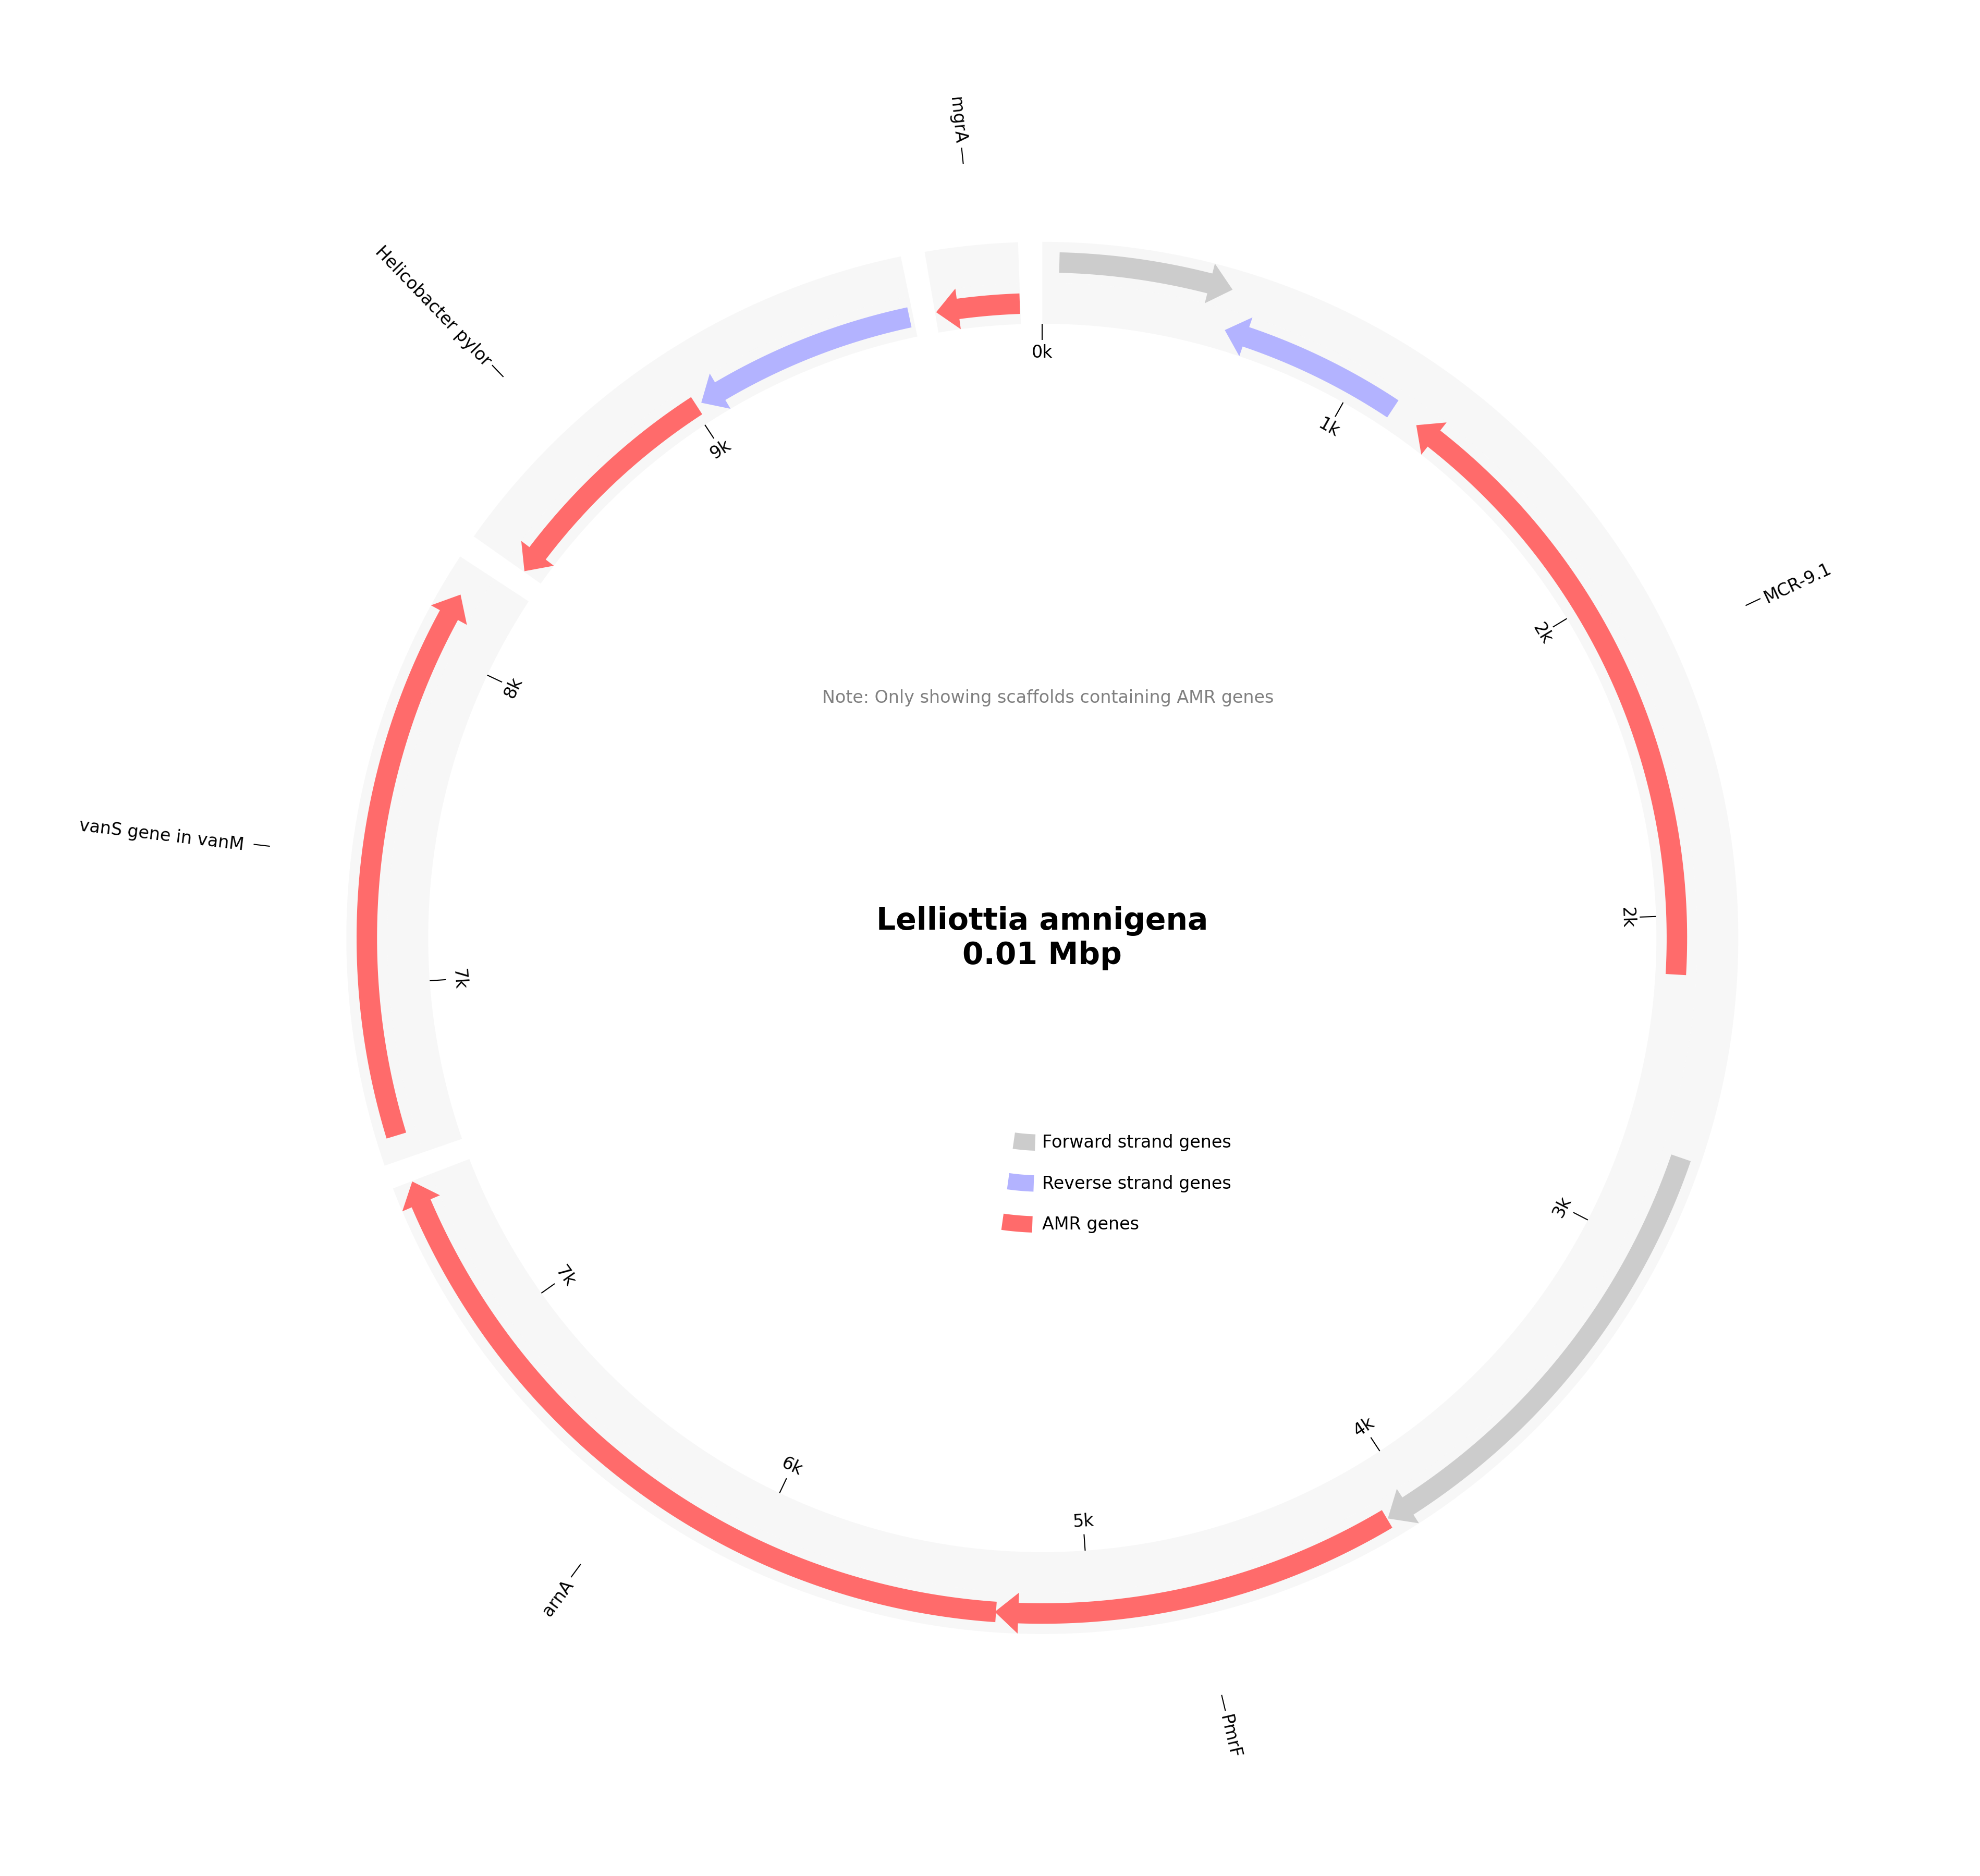 mgrA
Helicobacter pylor
MCR-9.1
vanS gene in vanM
arnA
PmrF
0k
1k
2k
2k
3k
4k
5k
6k
7k
7k
8k
9k
Note: Only showing scaffolds containing AMR genes
Lelliottia amnigena
0.01 Mbp
Forward strand genes
Reverse strand genes
AMR genes